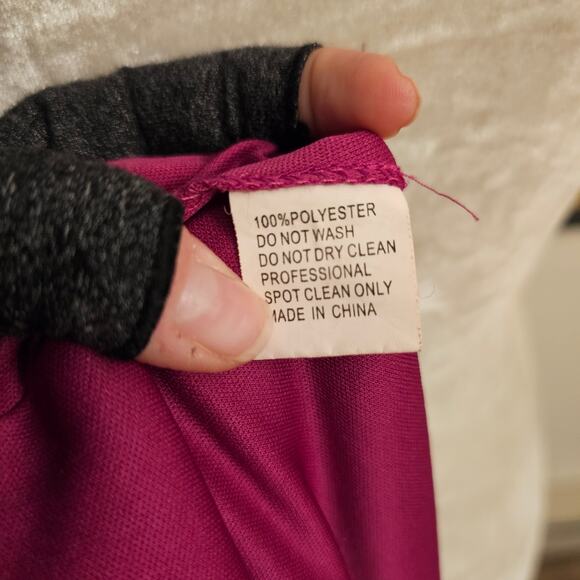 100%POLYESTER
DO NOT WASH
DO NOT DRY CLEAN
PROFESSIONAL
SPOT CLEAN ONLY
MADE IN CHINA